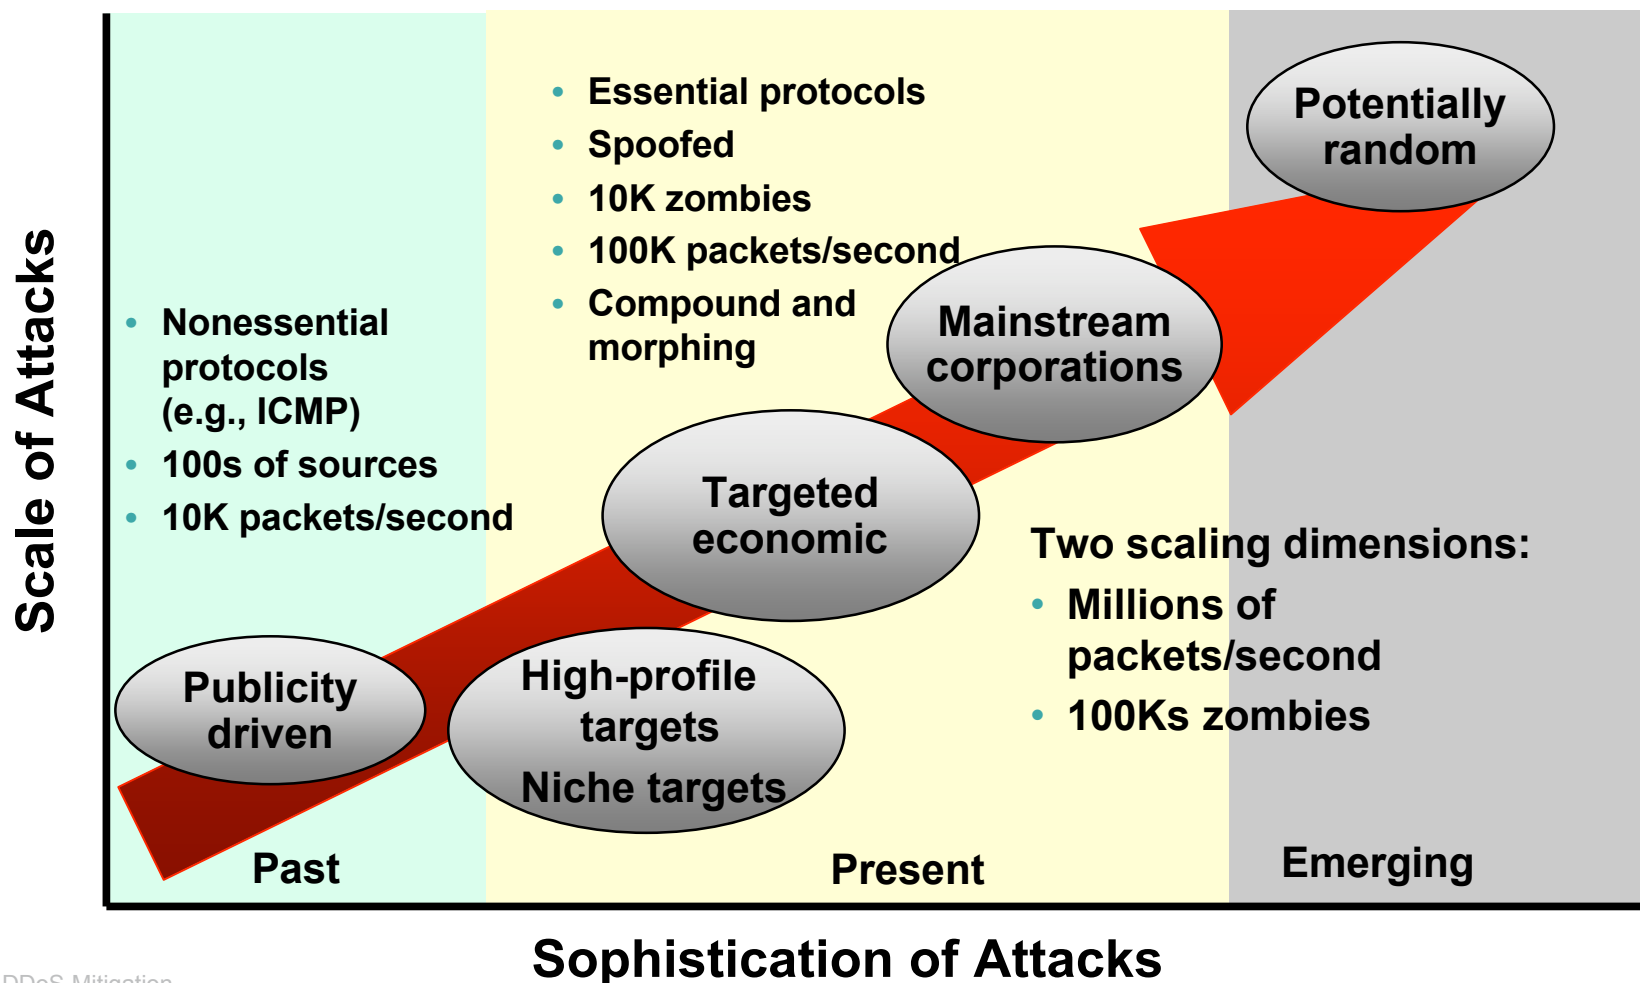 Scale of Attacks
• Nonessential
protocols
(e.g., ICMP)
• 100s of sources
• 10K packets/second
• Essential protocols
• Spoofed
• 10K zombies
• 100K packets/second
• Compound and
morphing
Potentially
random
Mainstream
corporations
Targeted
economic
Publicity
driven
High-profile
targets
Niche targets
Two scaling dimensions:
• Millions of
packets/second
• 100Ks zombies
Past
Present
Emerging
Sophistication of Attacks
DDoS Mitigation